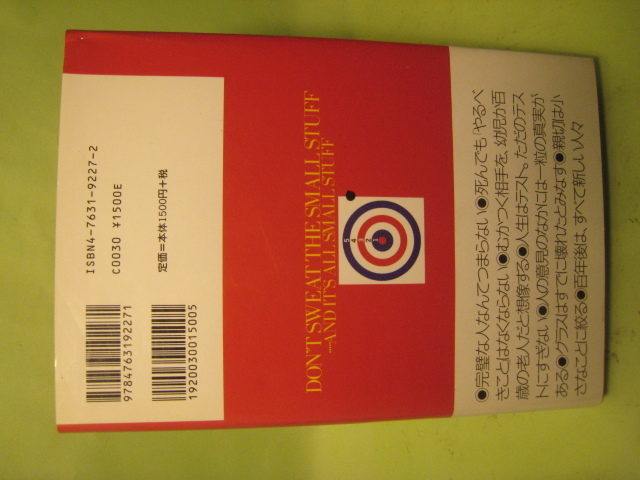 9784763192271
1920030015005
ISBN4-7631-9227-2
C0030 ¥1500E
定価=本体1500円+税
DON'T SWEAT THE SMALL STUFF
—AND IT'S ALL SMALL STUFF
5 4 3 2 1
●完璧な人なんてつまらない●死んでも「やるべ
きこと」はなくならない●むかつく相手を、幼児か百
歳の老人だと想像する●人生はテスト。ただのテス
トにすぎない●人の意見のなかには一粒の真実が
ある●グラスはすでに壊れたとみなす●親切は小
さなことに絞る●百年後は、すべて新しい人々